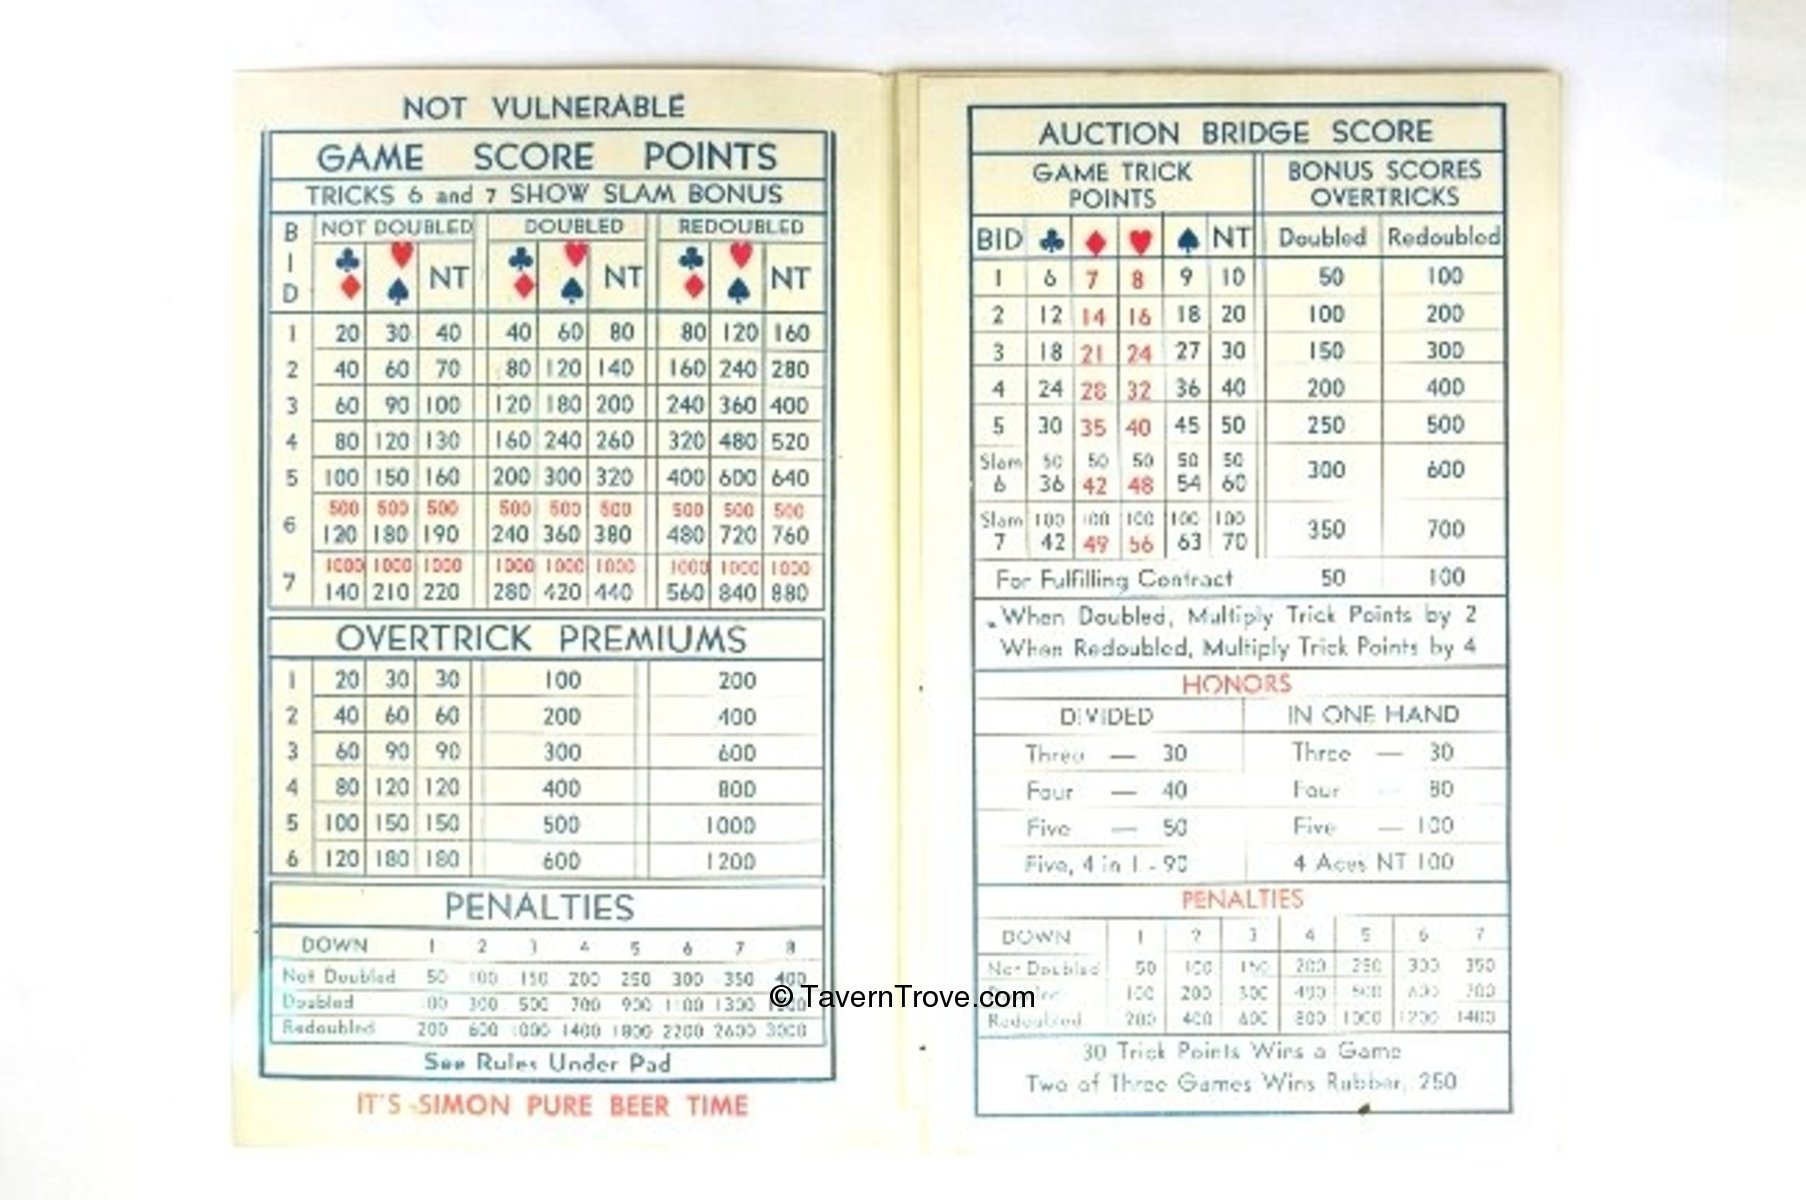 NOT VULNERABLE
GAME SCORE POINTS
TRICKS 6 and 7 SHOW SLAM BONUS
BID NOT DOUBLED DOUBLED REDOUBLED
♣ ♥ NT ♣ ♥ NT ♣ ♥ NT
♦ ♠ ♦ ♠ ♦ ♠
1 20 30 40 40 60 80 80 120 160
2 40 60 70 80 120 140 160 240 280
3 60 90 100 120 180 200 240 360 400
4 80 120 130 160 240 260 320 480 520
5 100 150 160 200 300 320 400 600 640
500 500 500 500 500 500 500 500 500
6 120 180 190 240 360 380 480 720 760
1000 1000 1000 1000 1000 1000 1000 1000 1000
7 140 210 220 280 420 440 560 840 880
OVERTRICK PREMIUMS
1 20 30 30 100 200
2 40 60 60 200 400
3 60 90 90 300 600
4 80 120 120 400 800
5 100 150 150 500 1000
6 120 180 180 600 1200
PENALTIES
DOWN 1 2 3 4 5 6 7 8
Not Doubled 50 100 150 200 250 300 350 400
Doubled 100 300 500 700 900 1100 1300
Redoubled 200 600 1000 1400 1800 2200 2600 3000
See Rules Under Pad
IT'S SIMON PURE BEER TIME
AUCTION BRIDGE SCORE
GAME TRICK POINTS BONUS SCORES OVERTRICKS
BID ♣ ♦ ♥ ♠ NT Doubled Redoubled
1 6 7 8 9 10 50 100
2 12 14 16 18 20 100 200
3 18 21 24 27 30 150 300
4 24 28 32 36 40 200 400
5 30 35 40 45 50 250 500
Slam 50 50 50 50 50
6 36 42 48 54 60 300 600
Slam 100 100 100 100 100
7 42 49 56 63 70 350 700
For Fulfilling Contract 50 100
When Doubled, Multiply Trick Points by 2
When Redoubled, Multiply Trick Points by 4
HONORS
DIVIDED IN ONE HAND
Three — 30 Three — 30
Four — 40 Four — 80
Five — 50 Five — 100
Five, 4 in 1 - 90 4 Aces NT 100
PENALTIES
DOWN 1 2 3 4 5 6 7
Not Doubled 50 100 150 200 250 300 350
100 200 300 400 500 600 700
Redoubled 200 400 600 800 1000 1200 1400
30 Trick Points Wins a Game
Two of Three Games Wins Rubber, 250
© TavernTrove.com